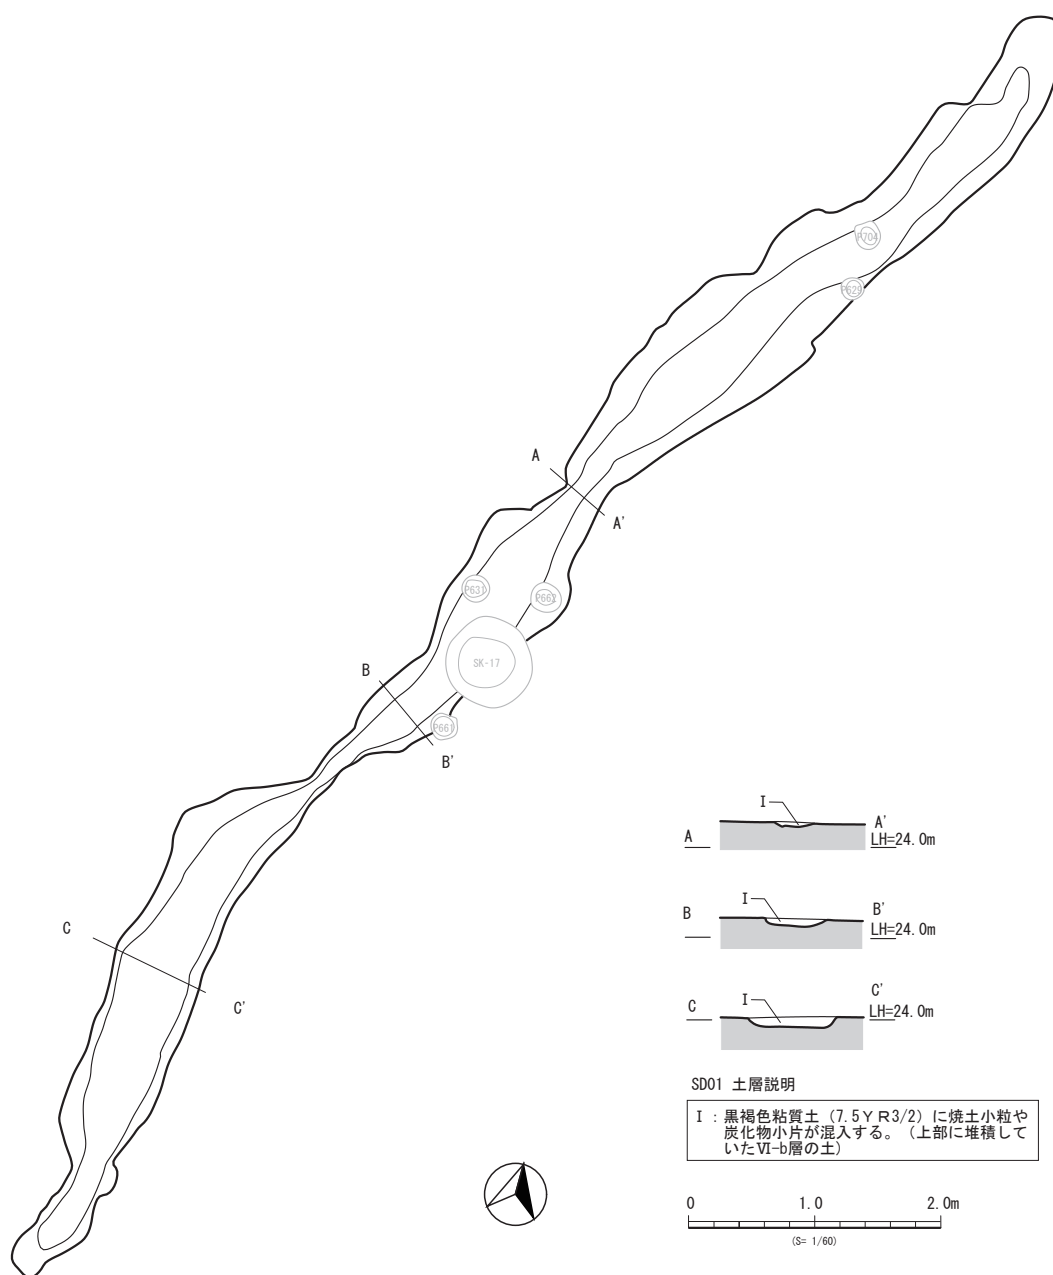 P704
P629
A
A'
P631
P662
SK-17
B
P661
B'
C
C'
I
A
A'
LH=24.0m
I
B
B'
LH=24.0m
I
C
C'
LH=24.0m
SD01 土層説明
I : 黒褐色粘質土（7.5ＹＲ3/2）に焼土小粒や
炭化物小片が混入する。（上部に堆積して
いたⅥ-b層の土）
0 1.0 2.0m
(S= 1/60)